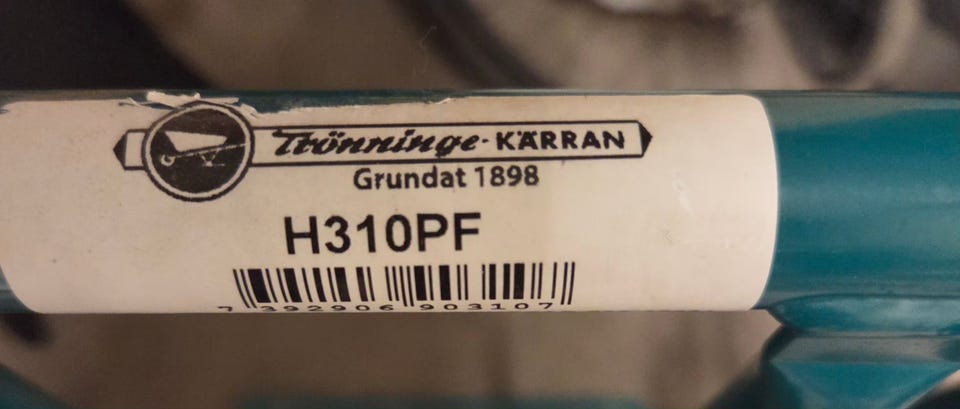 Trönninge-KÄRRAN
Grundat 1898
H310PF
7 392906 903107